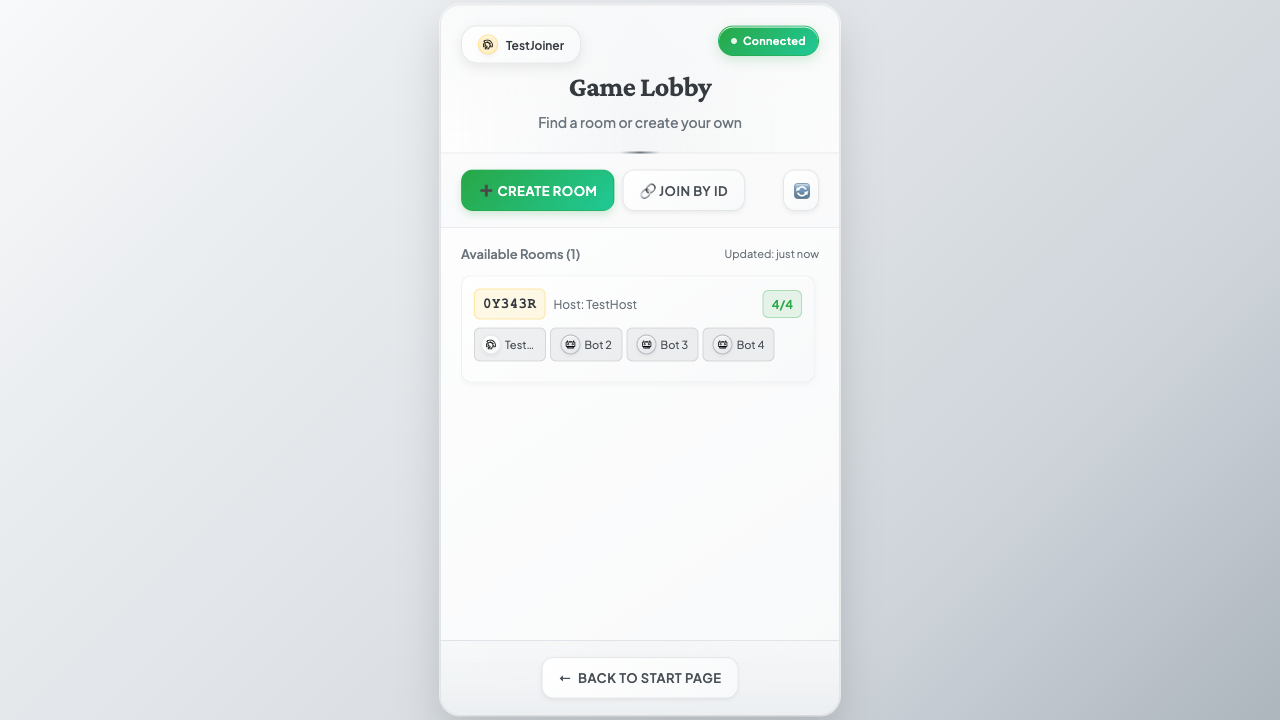 TestJoiner
Connected
Game Lobby
Find a room or create your own
➕ CREATE ROOM
🔗 JOIN BY ID
Available Rooms (1)
Updated: just now
0Y343R
Host: TestHost
4/4
Test...
Bot 2
Bot 3
Bot 4
← BACK TO START PAGE